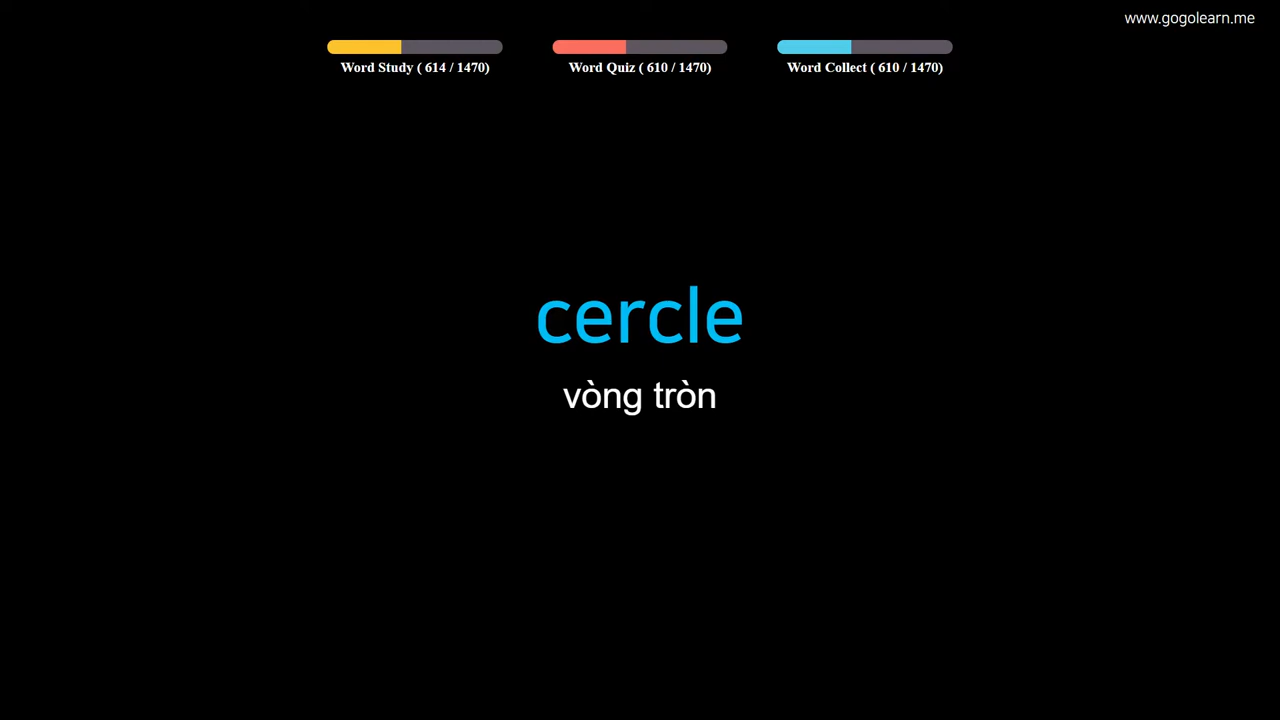 www.gogolearn.me
Word Study ( 614 / 1470)
Word Quiz ( 610 / 1470)
Word Collect ( 610 / 1470)
cercle
vòng tròn